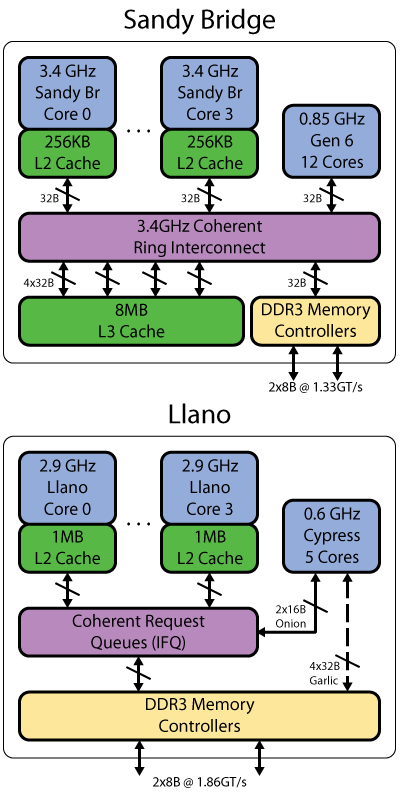 Sandy Bridge
3.4 GHz
Sandy Br
Core 0
256KB
L2 Cache
...
3.4 GHz
Sandy Br
Core 3
256KB
L2 Cache
0.85 GHz
Gen 6
12 Cores
32B
32B
32B
3.4GHz Coherent
Ring Interconnect
4x32B
32B
8MB
L3 Cache
DDR3 Memory
Controllers
2x8B @ 1.33GT/s
Llano
2.9 GHz
Llano
Core 0
1MB
L2 Cache
...
2.9 GHz
Llano
Core 3
1MB
L2 Cache
0.6 GHz
Cypress
5 Cores
Coherent Request
Queues (IFQ)
2x16B
Onion
4x32B
Garlic
DDR3 Memory
Controllers
2x8B @ 1.86GT/s